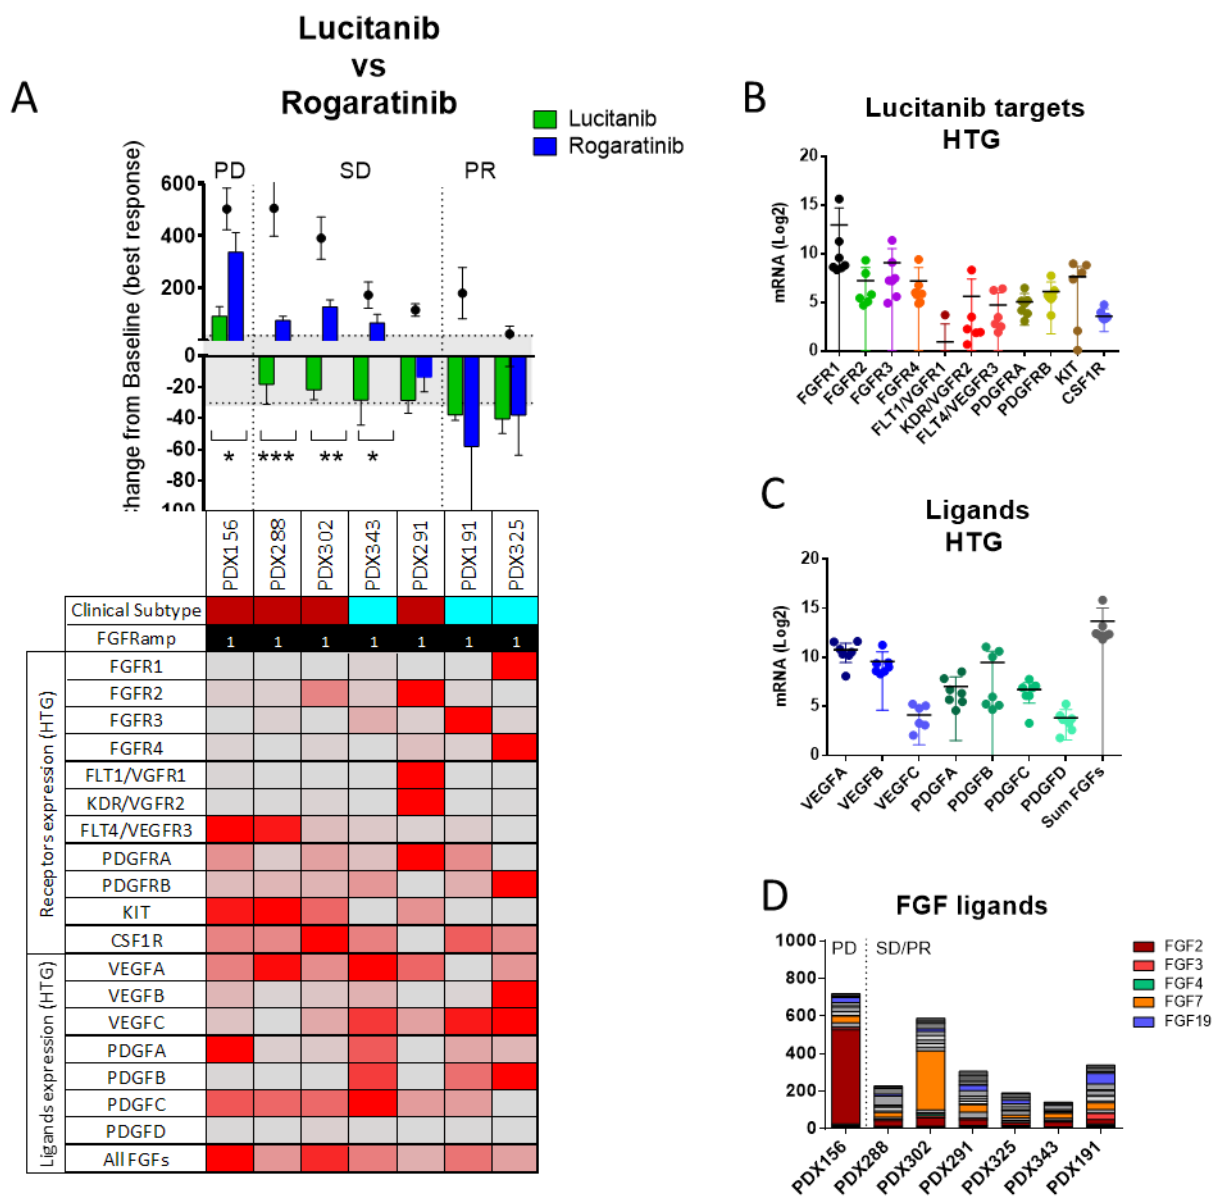 Lucitanib
vs
Rogaratinib
A
Lucitanib
Rogaratinib
PD SD PR
hange from Baseline (best response)
600
400
200
0
-20
-40
-60
-80
100
* *** ** *
PDX156 PDX288 PDX302 PDX343 PDX291 PDX191 PDX325
Clinical Subtype
FGFRamp 1 1 1 1 1 1 1
Receptors expression (HTG)
FGFR1
FGFR2
FGFR3
FGFR4
FLT1/VGFR1
KDR/VGFR2
FLT4/VEGFR3
PDGFRA
PDGFRB
KIT
CSF1R
Ligands expression (HTG)
VEGFA
VEGFB
VEGFC
PDGFA
PDGFB
PDGFC
PDGFD
All FGFs
B
Lucitanib targets
HTG
mRNA (Log2)
20
15
10
5
0
FGFR1 FGFR2 FGFR3 FGFR4 FLT1/VGFR1 KDR/VGFR2 FLT4/VEGFR3 PDGFRA PDGFRB KIT CSF1R
C
Ligands
HTG
mRNA (Log2)
20
15
10
5
0
VEGFA VEGFB VEGFC PDGFA PDGFB PDGFC PDGFD Sum FGFs
D
FGF ligands
1000
800
600
400
200
0
PD SD/PR
FGF2
FGF3
FGF4
FGF7
FGF19
PDX156 PDX288 PDX302 PDX291 PDX325 PDX343 PDX191